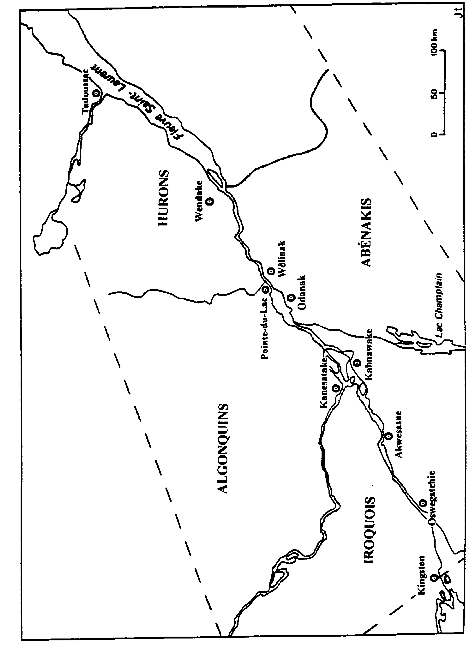 Fleuve Saint-Laurent
Tadoussac
HURONS
Wendake
ABÉNAKIS
Wôlinak
Odanak
Pointe-du-Lac
Lac Champlain
ALGONQUINS
Kanesatake
Kahnawake
Akwesasne
IROQUOIS
Oswegatchie
Kingston
0 50 100 km
Jt